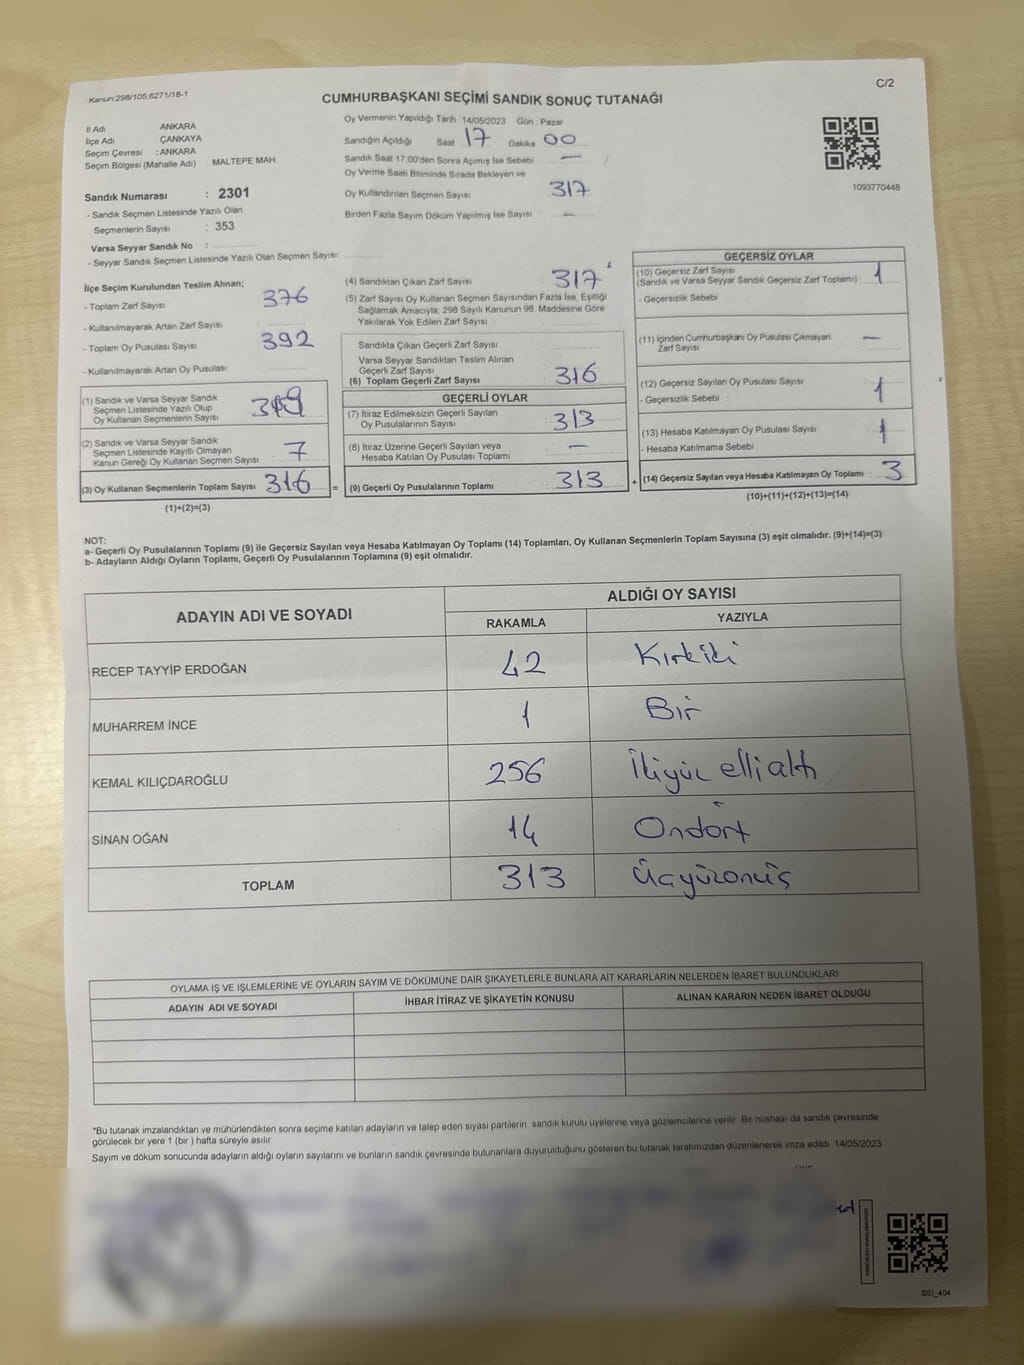 Kanun:298/105,6271/18-1
C/2
CUMHURBAŞKANI SEÇİMİ SANDIK SONUÇ TUTANAĞI
İl Adı : ANKARA
İlçe Adı : ÇANKAYA
Seçim Çevresi : ANKARA
Seçim Bölgesi (Mahalle Adı) : MALTEPE MAH.
Sandık Numarası : 2301
- Sandık Seçmen Listesinde Yazılı Olan
Seçmenlerin Sayısı : 353
Varsa Seyyar Sandık No :
- Seyyar Sandık Seçmen Listesinde Yazılı Olan Seçmen Sayısı:
Oy Vermenin Yapıldığı Tarih : 14/05/2023 Gün : Pazar
Sandığın Açıldığı Saat 17 Dakika 00
Sandık Saat 17:00'den Sonra Açımış İse Sebebi : —
Oy Verme Saati Bitiminde Sırada Bekleyen ve
Oy Kullandırılan Seçmen Sayısı : 317
Birden Fazla Sayım Döküm Yapılmış İse Sayısı : —
1093770448
İlçe Seçim Kurulundan Teslim Alınan;
- Toplam Zarf Sayısı : 376
- Kullanılmayarak Artan Zarf Sayısı :
- Toplam Oy Pusulası Sayısı : 392
- Kullanılmayarak Artan Oy Pusulası :
(1) Sandık ve Varsa Seyyar Sandık
Seçmen Listesinde Yazılı Olup
Oy Kullanan Seçmenlerin Sayısı :
(2) Sandık ve Varsa Seyyar Sandık
Seçmen Listesinde Kayıtlı Olmayan
Kanun Gereği Oy Kullanan Seçmen Sayısı : 7
(3) Oy Kullanan Seçmenlerin Toplam Sayısı : 316
(1)+(2)=(3)
(4) Sandıktan Çıkan Zarf Sayısı : 317
(5) Zarf Sayısı Oy Kullanan Seçmen Sayısından Fazla İse, Eşitliği
Sağlamak Amacıyla, 298 Sayılı Kanunun 98. Maddesine Göre
Yakılarak Yok Edilen Zarf Sayısı :
Sandıkta Çıkan Geçerli Zarf Sayısı :
Varsa Seyyar Sandıktan Teslim Alınan
Geçerli Zarf Sayısı :
(6) Toplam Geçerli Zarf Sayısı : 316
GEÇERLİ OYLAR
(7) İtiraz Edilmeksizin Geçerli Sayılan
Oy Pusulalarının Sayısı : 313
(8) İtiraz Üzerine Geçerli Sayılan veya
Hesaba Katılan Oy Pusulası Toplamı : —
= (9) Geçerli Oy Pusulalarının Toplamı : 313
GEÇERSİZ OYLAR
(10) Geçersiz Zarf Sayısı
(Sandık ve Varsa Seyyar Sandık Geçersiz Zarf Toplamı) : 1
- Geçersizlik Sebebi :
(11) İçinden Cumhurbaşkanı Oy Pusulası Çıkmayan
Zarf Sayısı : —
(12) Geçersiz Sayılan Oy Pusulası Sayısı : 1
- Geçersizlik Sebebi :
(13) Hesaba Katılmayan Oy Pusulası Sayısı : 1
- Hesaba Katılmama Sebebi :
+ (14) Geçersiz Sayılan veya Hesaba Katılmayan Oy Toplamı : 3
(10)+(11)+(12)+(13)=(14)
NOT:
a- Geçerli Oy Pusulalarının Toplamı (9) ile Geçersiz Sayılan veya Hesaba Katılmayan Oy Toplamı (14) Toplamları, Oy Kullanan Seçmenlerin Toplam Sayısına (3) eşit olmalıdır. (9)+(14)=(3)
b- Adayların Aldığı Oyların Toplamı, Geçerli Oy Pusulalarının Toplamına (9) eşit olmalıdır.
ADAYIN ADI VE SOYADI
ALDIĞI OY SAYISI
RAKAMLA YAZIYLA
RECEP TAYYİP ERDOĞAN 42 Kırkiki
MUHARREM İNCE 1 Bir
KEMAL KILIÇDAROĞLU 256 İkiyüz ellialtı
SİNAN OĞAN 14 Ondört
TOPLAM 313 Üçyüzonüç
OYLAMA İŞ VE İŞLEMLERİNE VE OYLARIN SAYIM VE DÖKÜMÜNE DAİR ŞİKAYETLERLE BUNLARA AİT KARARLARIN NELERDEN İBARET BULUNDUKLARI
ADAYIN ADI VE SOYADI İHBAR İTİRAZ VE ŞİKAYETİN KONUSU ALINAN KARARIN NEDEN İBARET OLDUĞU
*Bu tutanak imzalandıktan ve mühürlendikten sonra seçime katılan adayların ve talep eden siyasi partilerin sandık kurulu üyelerine veya gözlemcilerine verilir. Bir nüshası da sandık çevresinde
görülecek bir yere 1 (bir) hafta süreyle asılır.
Sayım ve döküm sonucunda adayların aldığı oyların sayılarını ve bunların sandık çevresinde bulunanlara duyurulduğunu gösteren bu tutanak tarafımızdan düzenlenerek imza edildi. 14/05/2023
SSI_404